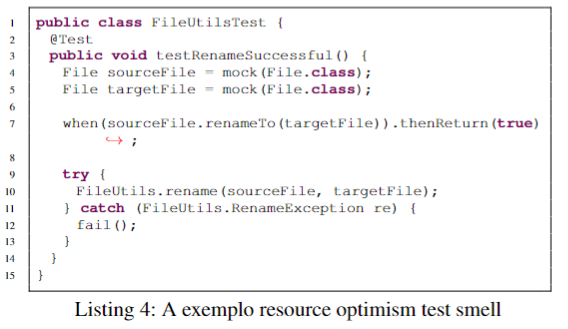 1 public class FileUtilsTest {
2 @Test
3 public void testRenameSuccessful() {
4 File sourceFile = mock(File.class);
5 File targetFile = mock(File.class);
6
7 when(sourceFile.renameTo(targetFile)).thenReturn(true)
↪ ;
8
9 try {
10 FileUtils.rename(sourceFile, targetFile);
11 } catch (FileUtils.RenameException re) {
12 fail();
13 }
14 }
15 }
Listing 4: A exemplo resource optimism test smell